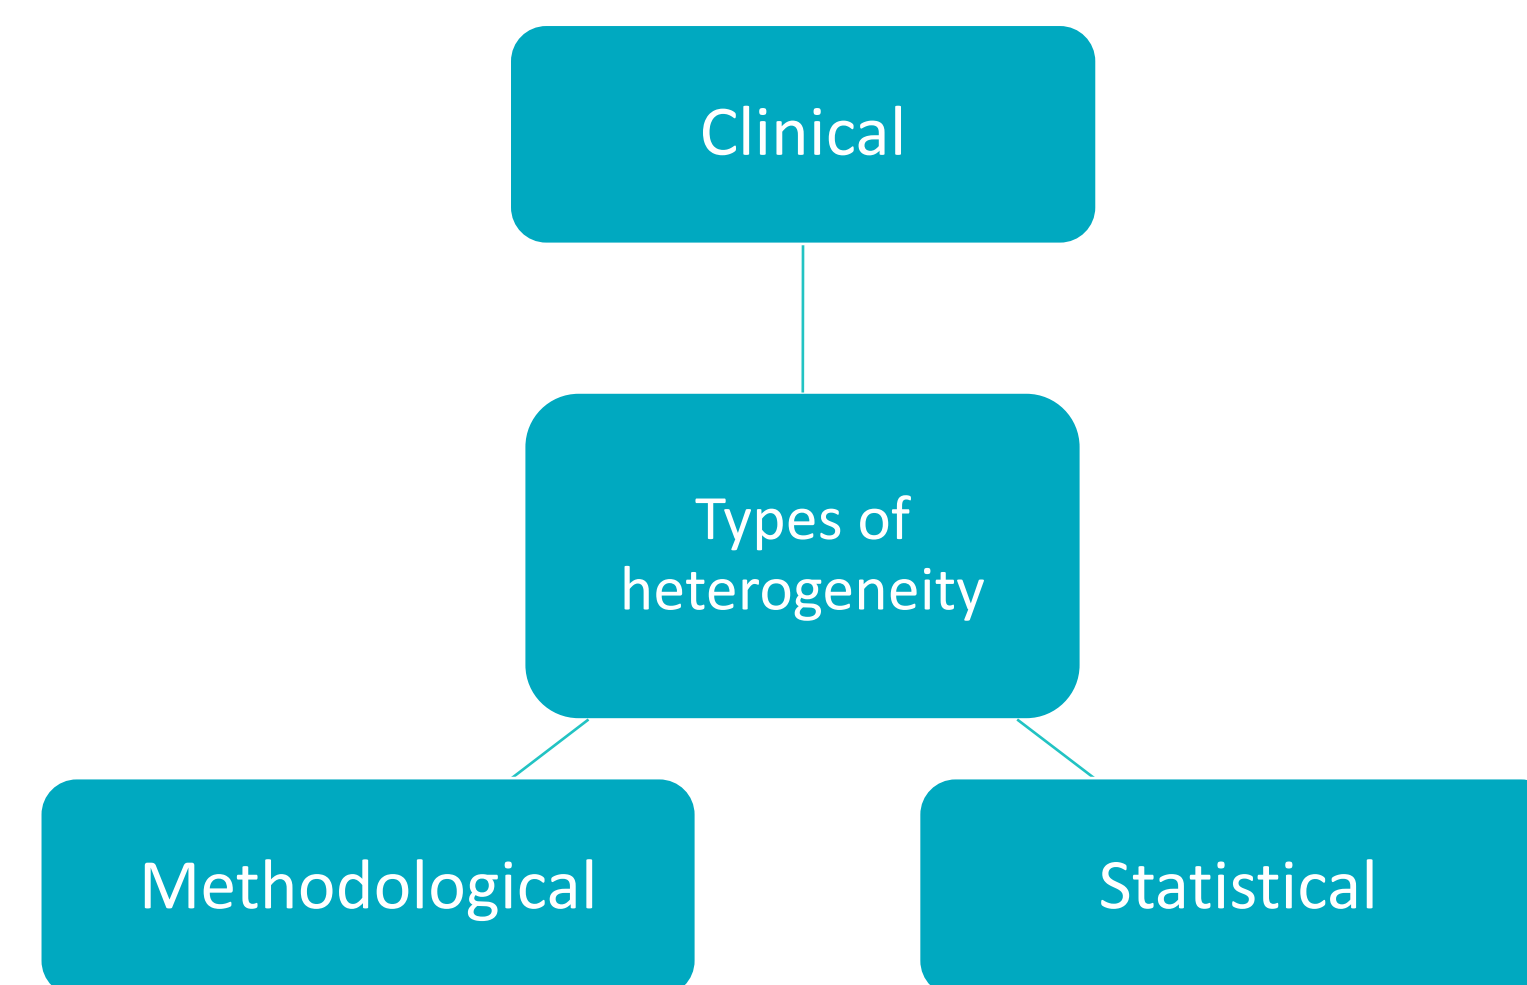 Clinical
Types of
heterogeneity
Methodological
Statistical